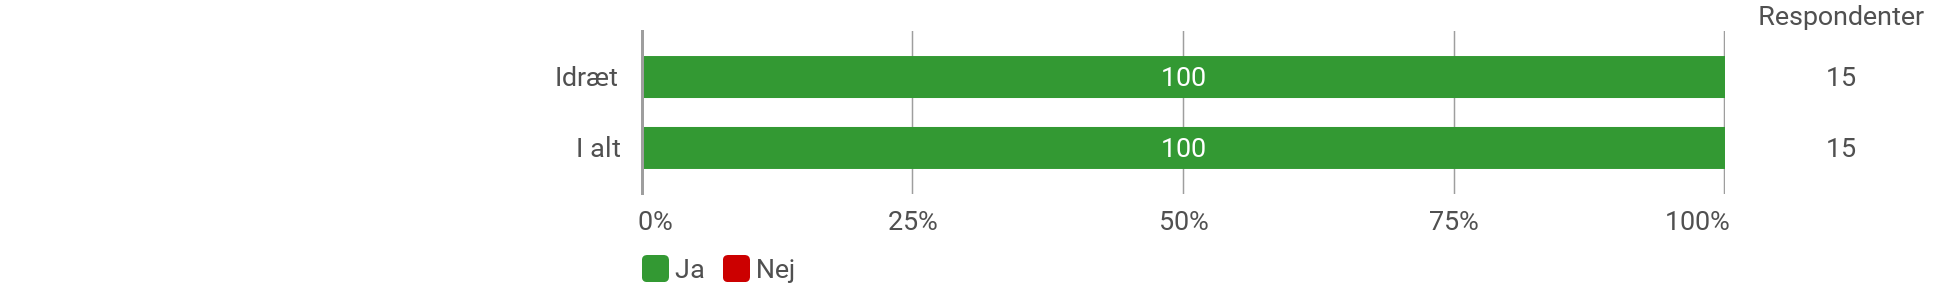 Respondenter
Idræt 100 15
I alt 100 15
0% 25% 50% 75% 100%
Ja Nej